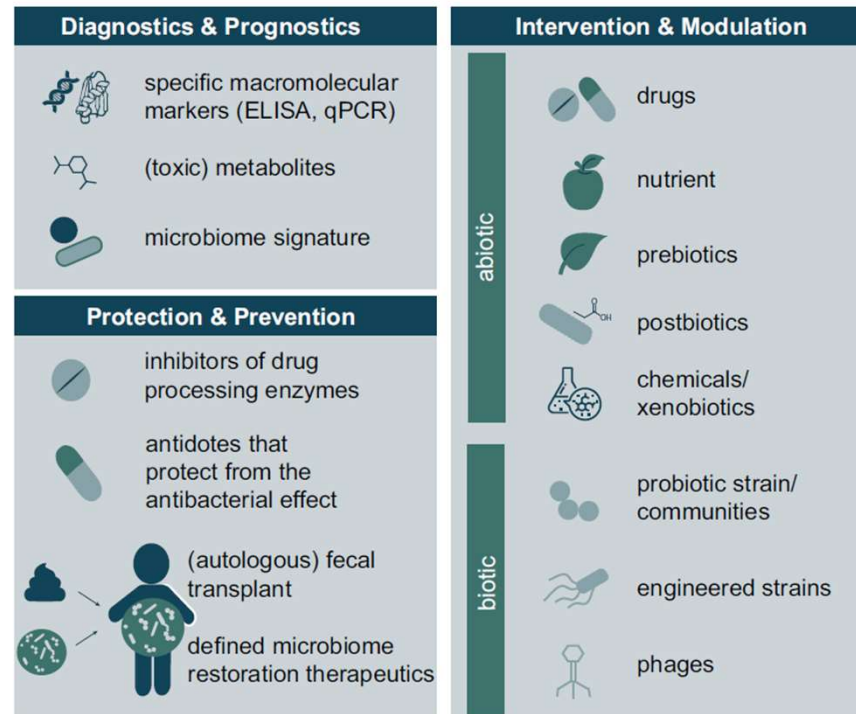 Diagnostics & Prognostics
specific macromolecular
markers (ELISA, qPCR)
(toxic) metabolites
microbiome signature
Protection & Prevention
inhibitors of drug
processing enzymes
antidotes that
protect from the
antibacterial effect
(autologous) fecal
transplant
defined microbiome
restoration therapeutics
Intervention & Modulation
abiotic
drugs
nutrient
prebiotics
O
OH
postbiotics
chemicals/
xenobiotics
biotic
probiotic strain/
communities
engineered strains
phages